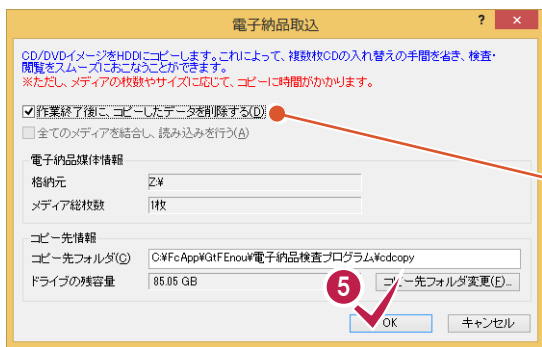 電子納品取込
? ×
CD/DVDイメージをHDDにコピーします。これによって、複数枚CDの入れ替えの手間を省き、検査・
閲覧をスムーズにおこなうことができます。
※ただし、メディアの枚数やサイズに応じて、コピーに時間がかかります。
作業終了後に、コピーしたデータを削除する(D)
全てのメディアを結合し、読み込みを行う(A)
電子納品媒体情報
格納元 Z:¥
メディア総枚数 1枚
コピー先情報
コピー先フォルダ(C) C:¥FcApp¥GtFEnou¥電子納品検査プログラム¥cdcopy
ドライブの残容量 85.05 GB コピー先フォルダ変更(F)...
5
OK キャンセル